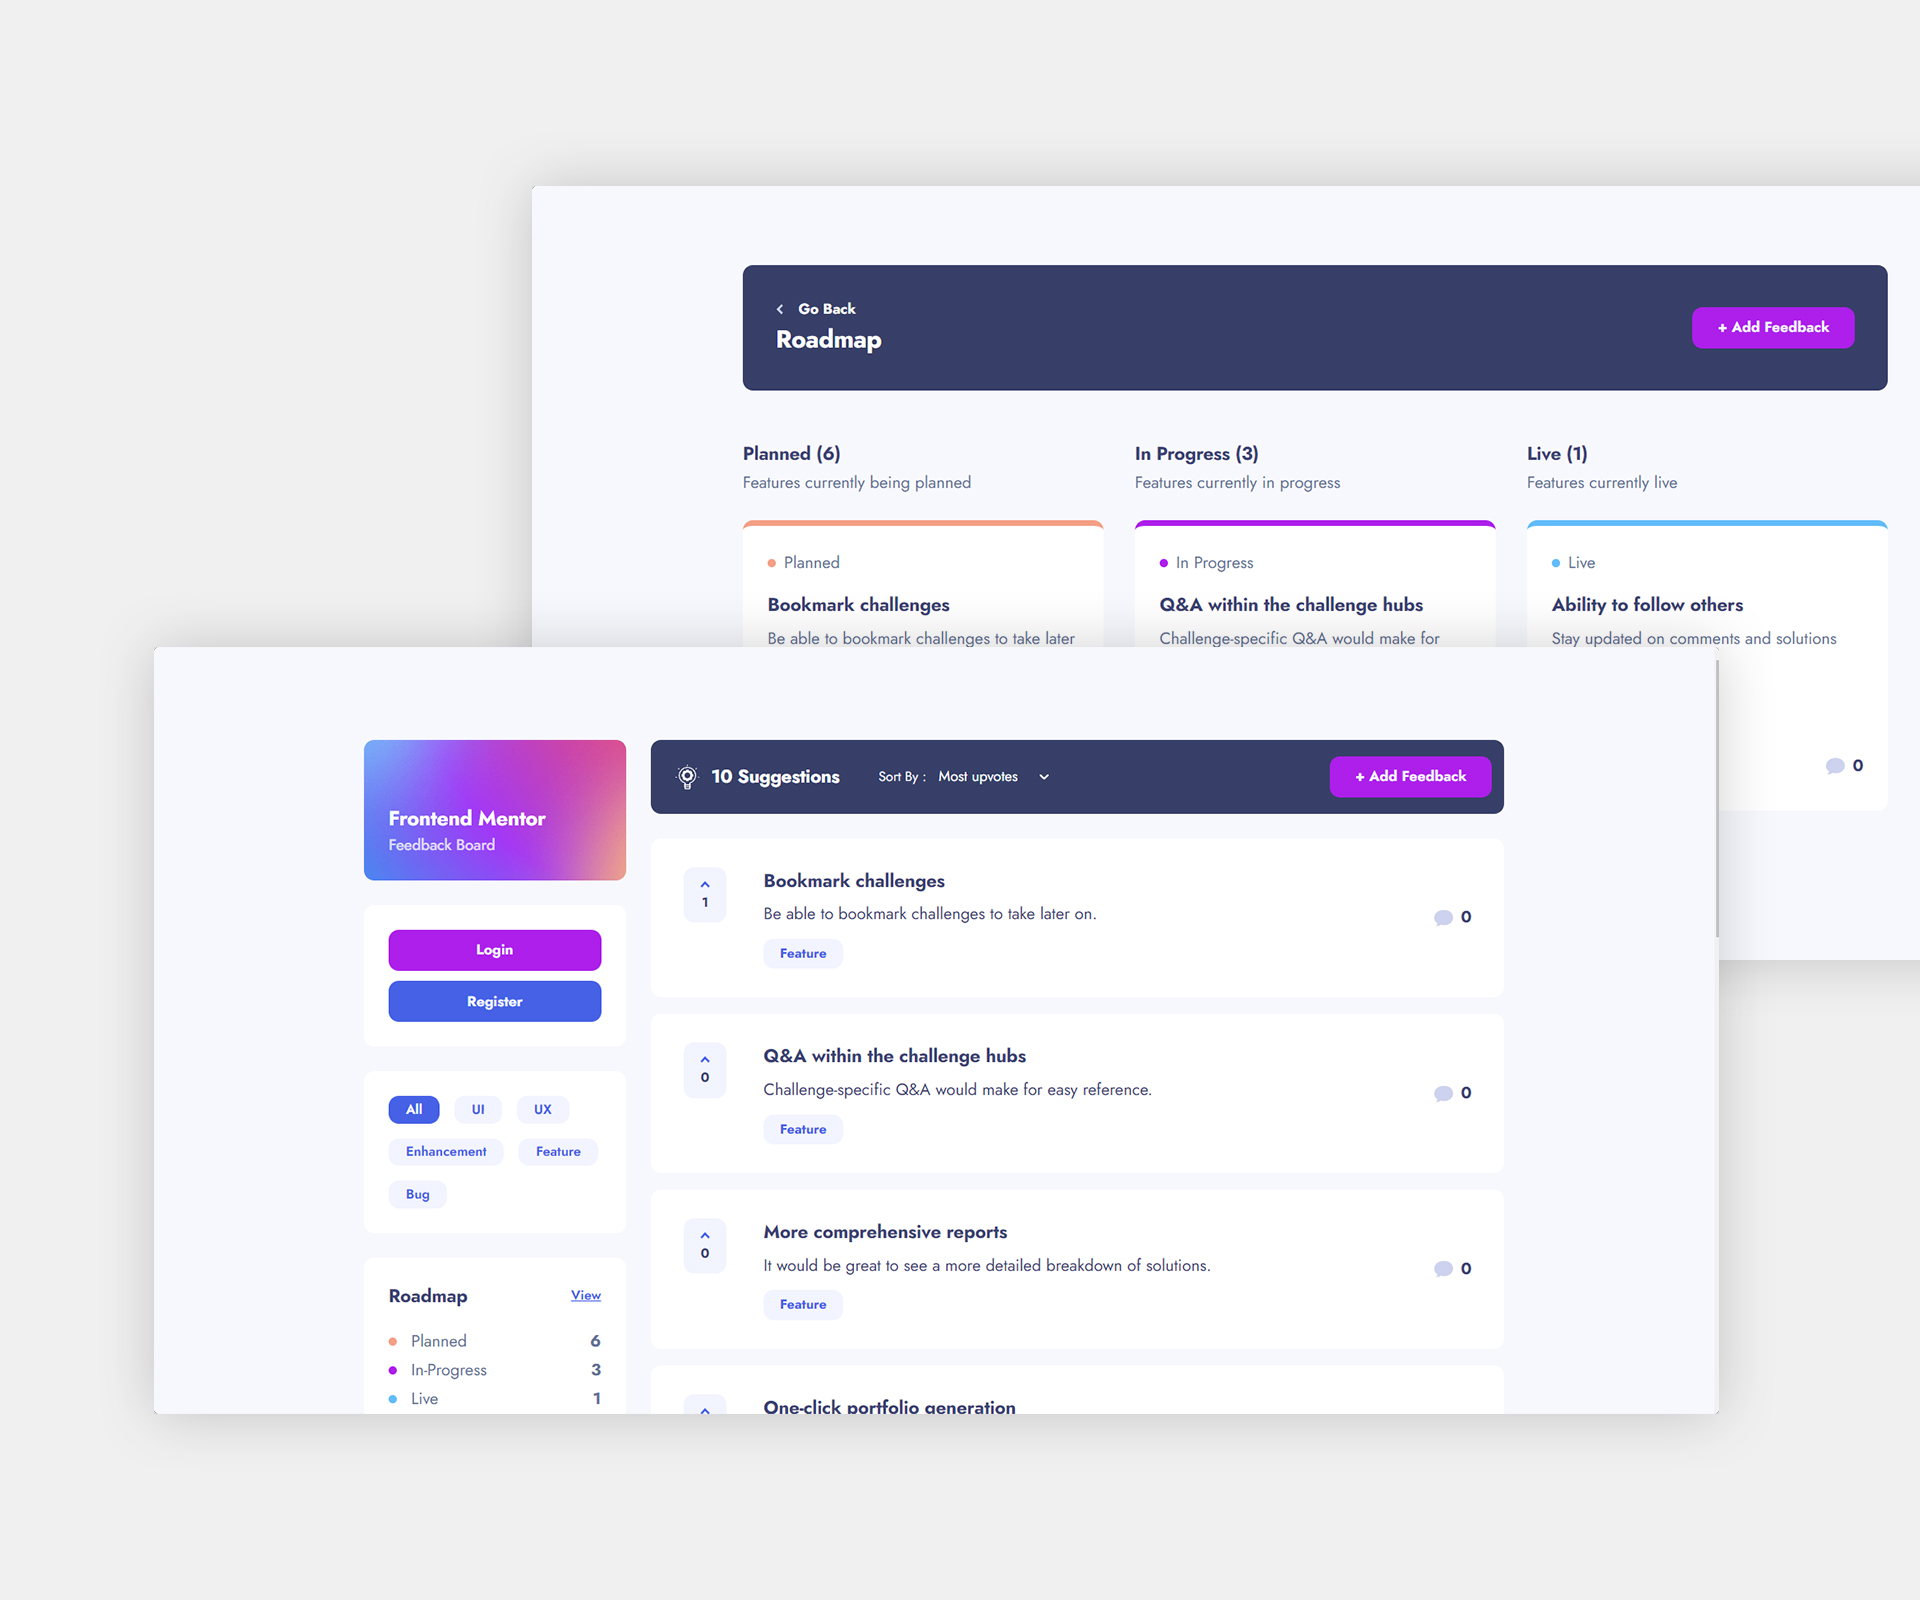 Go Back
Roadmap
+ Add Feedback
Planned (6)
Features currently being planned
In Progress (3)
Features currently in progress
Live (1)
Features currently live
Planned
Bookmark challenges
Be able to bookmark challenges to take later
In Progress
Q&A within the challenge hubs
Challenge-specific Q&A would make for
Live
Ability to follow others
Stay updated on comments and solutions
0
Frontend Mentor
Feedback Board
Login
Register
All
UI
UX
Enhancement
Feature
Bug
Roadmap
View
Planned 6
In-Progress 3
Live 1
10 Suggestions
Sort By : Most upvotes
+ Add Feedback
1
Bookmark challenges
Be able to bookmark challenges to take later on.
Feature
0
0
Q&A within the challenge hubs
Challenge-specific Q&A would make for easy reference.
Feature
0
0
More comprehensive reports
It would be great to see a more detailed breakdown of solutions.
Feature
0
One-click portfolio generation